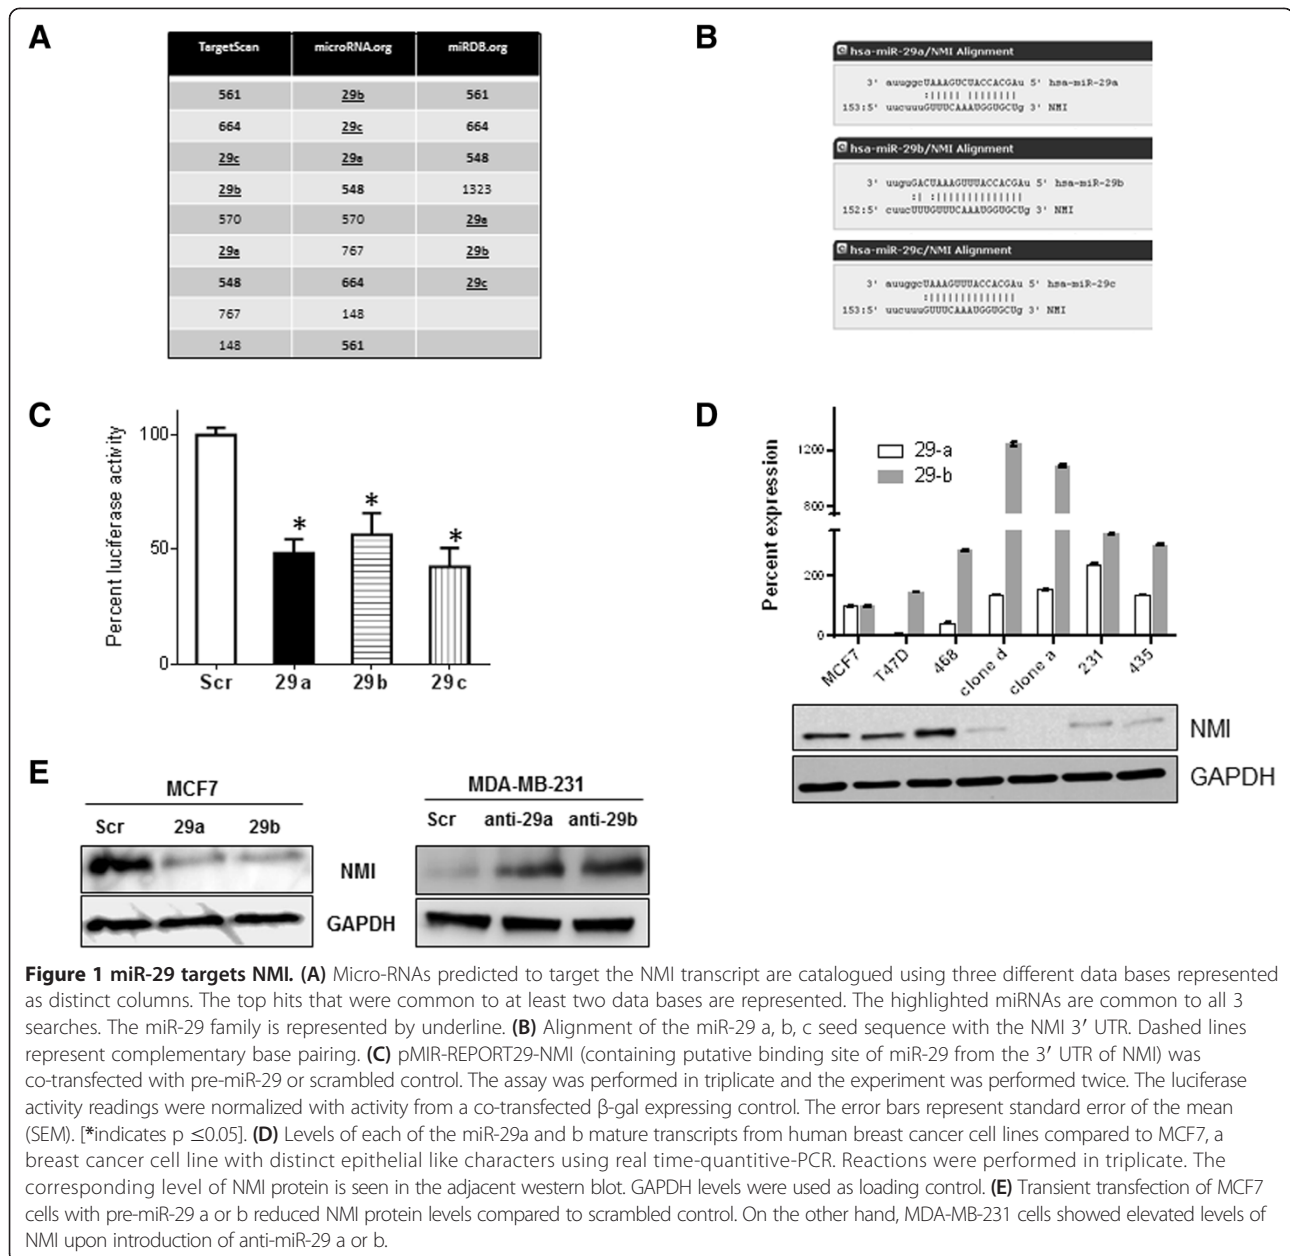 A
TargetScan microRNA.org miRDB.org
561 29b 561
664 29c 664
29c 29a 548
29b 548 1323
570 570 29a
29a 767 29b
548 664 29c
767 148
148 561
B
hsa-miR-29a/NMI Alignment
3' auuggcUAAAGUCUACCACGAu 5' hsa-miR-29a
:||||| ||||||||
153:5' uucuuuGUUUCAAAUGGUGCUg 3' NMI
hsa-miR-29b/NMI Alignment
3' uuguGACUAAAGUUUACCACGAu 5' hsa-miR-29b
:| :||||||||||||||
152:5' cuucUUUGUUUCAAAUGGUGCUg 3' NMI
hsa-miR-29c/NMI Alignment
3' auuggcUAAAGUUUACCACGAu 5' hsa-miR-29c
:||||||||||||||
153:5' uucuuuGUUUCAAAUGGUGCUg 3' NMI
C
Percent luciferase activity
100
50
0
* * *
Scr 29a 29b 29c
D
Percent expression
1200
800
200
0
29-a
29-b
MCF7 T47D 468 clone d clone a 231 435
NMI
GAPDH
E
MCF7
Scr 29a 29b
MDA-MB-231
Scr anti-29a anti-29b
NMI
GAPDH
Figure 1 miR-29 targets NMI. (A) Micro-RNAs predicted to target the NMI transcript are catalogued using three different data bases represented
as distinct columns. The top hits that were common to at least two data bases are represented. The highlighted miRNAs are common to all 3
searches. The miR-29 family is represented by underline. (B) Alignment of the miR-29 a, b, c seed sequence with the NMI 3′ UTR. Dashed lines
represent complementary base pairing. (C) pMIR-REPORT29-NMI (containing putative binding site of miR-29 from the 3′ UTR of NMI) was
co-transfected with pre-miR-29 or scrambled control. The assay was performed in triplicate and the experiment was performed twice. The luciferase
activity readings were normalized with activity from a co-transfected β-gal expressing control. The error bars represent standard error of the mean
(SEM). [*indicates p ≤0.05]. (D) Levels of each of the miR-29a and b mature transcripts from human breast cancer cell lines compared to MCF7, a
breast cancer cell line with distinct epithelial like characters using real time-quantitive-PCR. Reactions were performed in triplicate. The
corresponding level of NMI protein is seen in the adjacent western blot. GAPDH levels were used as loading control. (E) Transient transfection of MCF7
cells with pre-miR-29 a or b reduced NMI protein levels compared to scrambled control. On the other hand, MDA-MB-231 cells showed elevated levels of
NMI upon introduction of anti-miR-29 a or b.